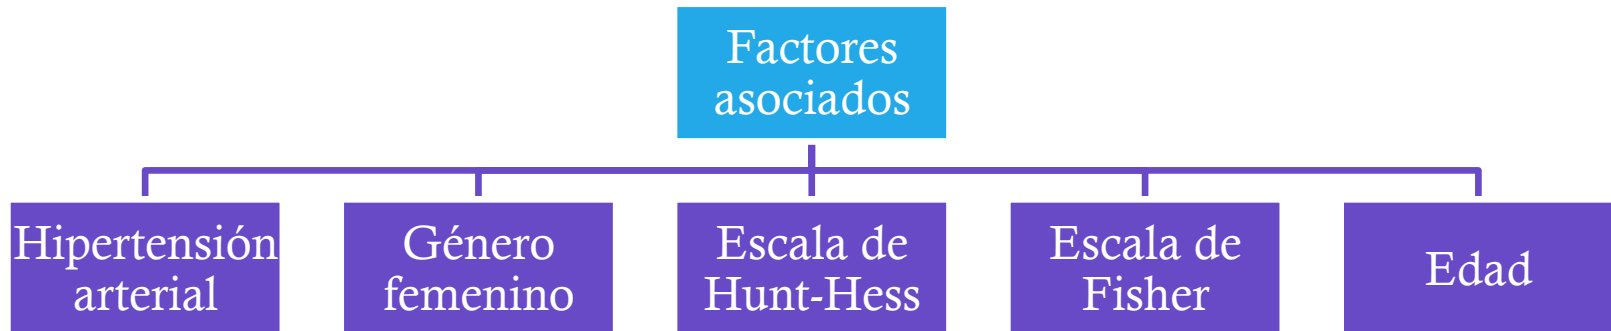 Factores
asociados
Hipertensión
arterial
Género
femenino
Escala de
Hunt-Hess
Escala de
Fisher
Edad